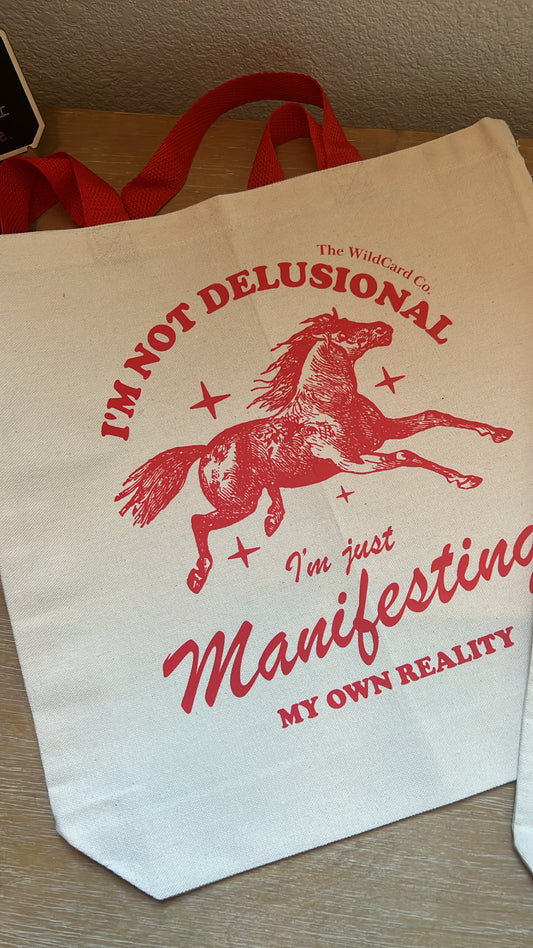 The WildCard Co.
I'M NOT DELUSIONAL
I'm just
Manifesting
MY OWN REALITY